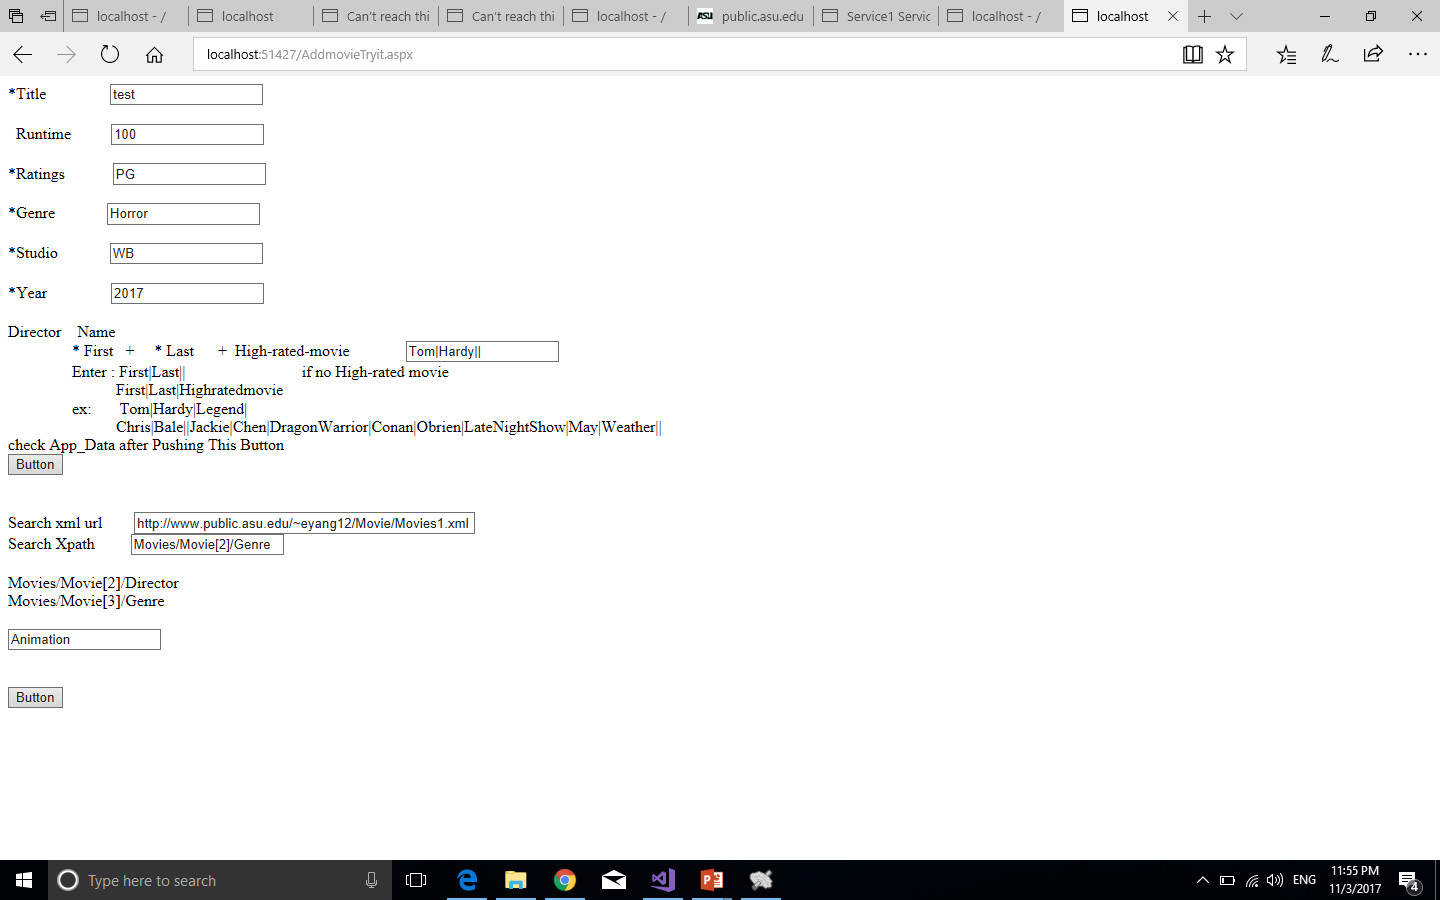 localhost - /
localhost
Can't reach thi
Can't reach thi
localhost - /
ASU public.asu.edu
Service1 Servic
localhost - /
localhost
localhost:51427/AddmovieTryit.aspx
*Title test
Runtime 100
*Ratings PG
*Genre Horror
*Studio WB
*Year 2017
Director Name
* First + * Last + High-rated-movie Tom|Hardy||
Enter : First|Last|| if no High-rated movie
First|Last|Highratedmovie
ex: Tom|Hardy|Legend|
Chris|Bale||Jackie|Chen|DragonWarrior|Conan|Obrien|LateNightShow|May|Weather||
check App_Data after Pushing This Button
Button
Search xml url http://www.public.asu.edu/~eyang12/Movie/Movies1.xml
Search Xpath Movies/Movie[2]/Genre
Movies/Movie[2]/Director
Movies/Movie[3]/Genre
Animation
Button
Type here to search
ENG
11:55 PM
11/3/2017
4